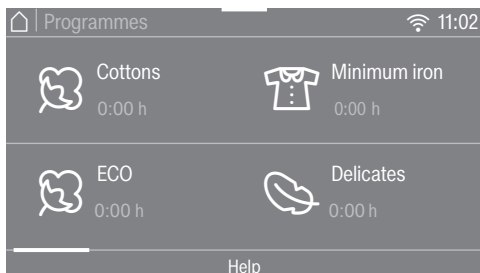 Programmes 11:02
Cottons Minimum iron
0:00 h 0:00 h
ECO Delicates
0:00 h 0:00 h
Help